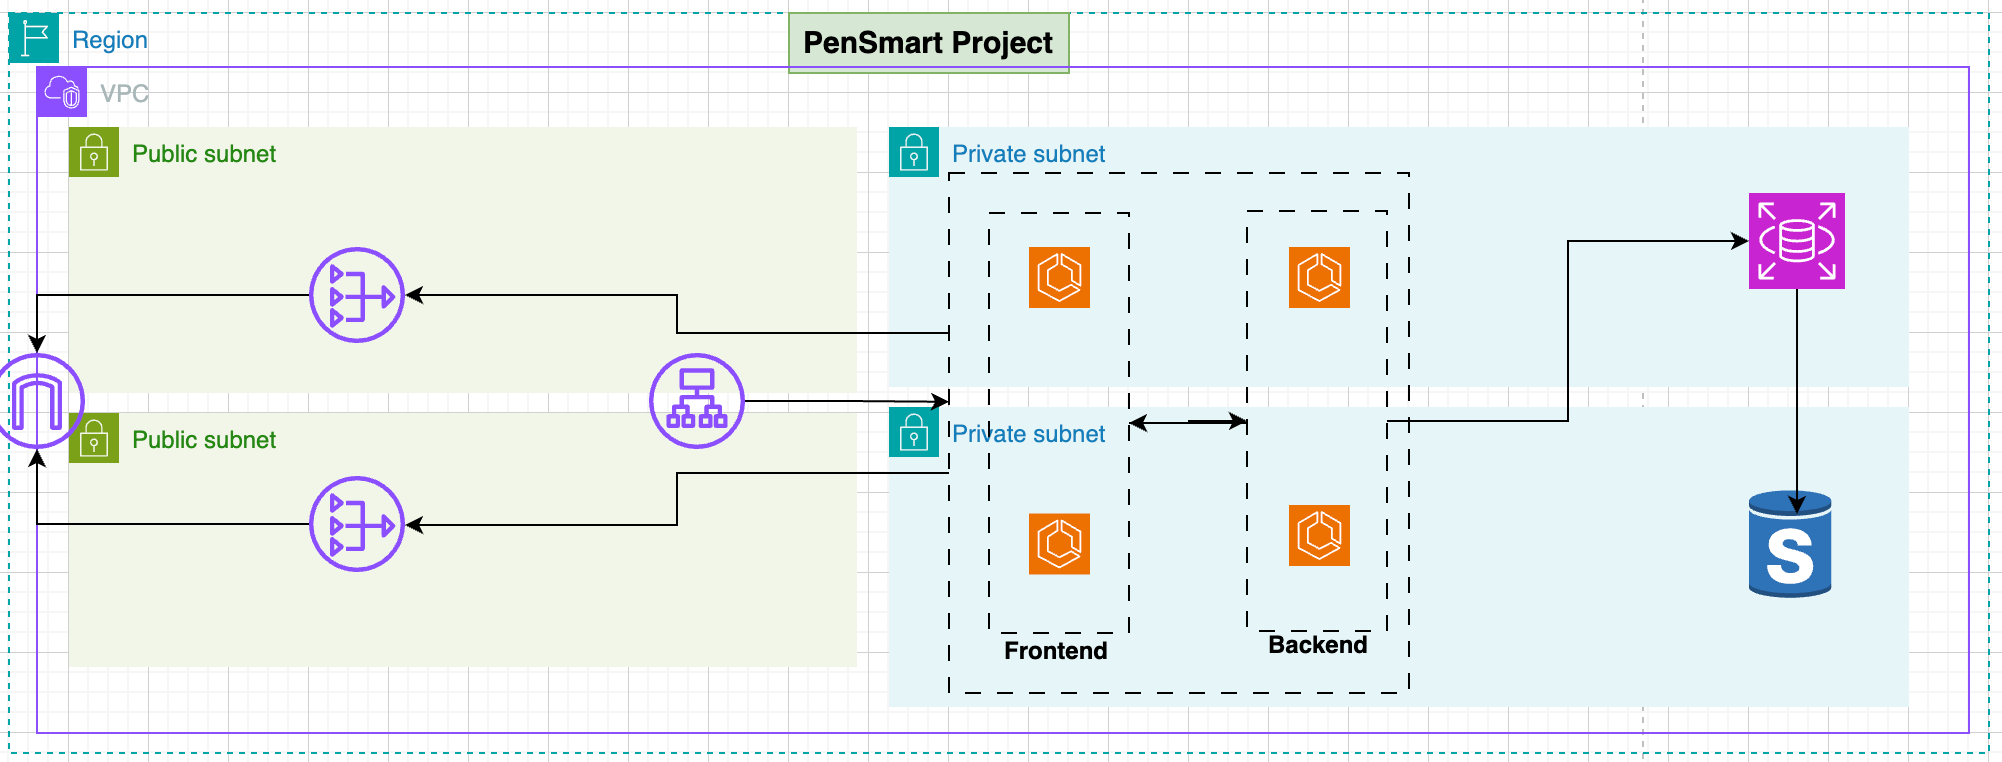 PenSmart Project
Region
VPC
Public subnet
Private subnet
Public subnet
Private subnet
S
Frontend
Backend